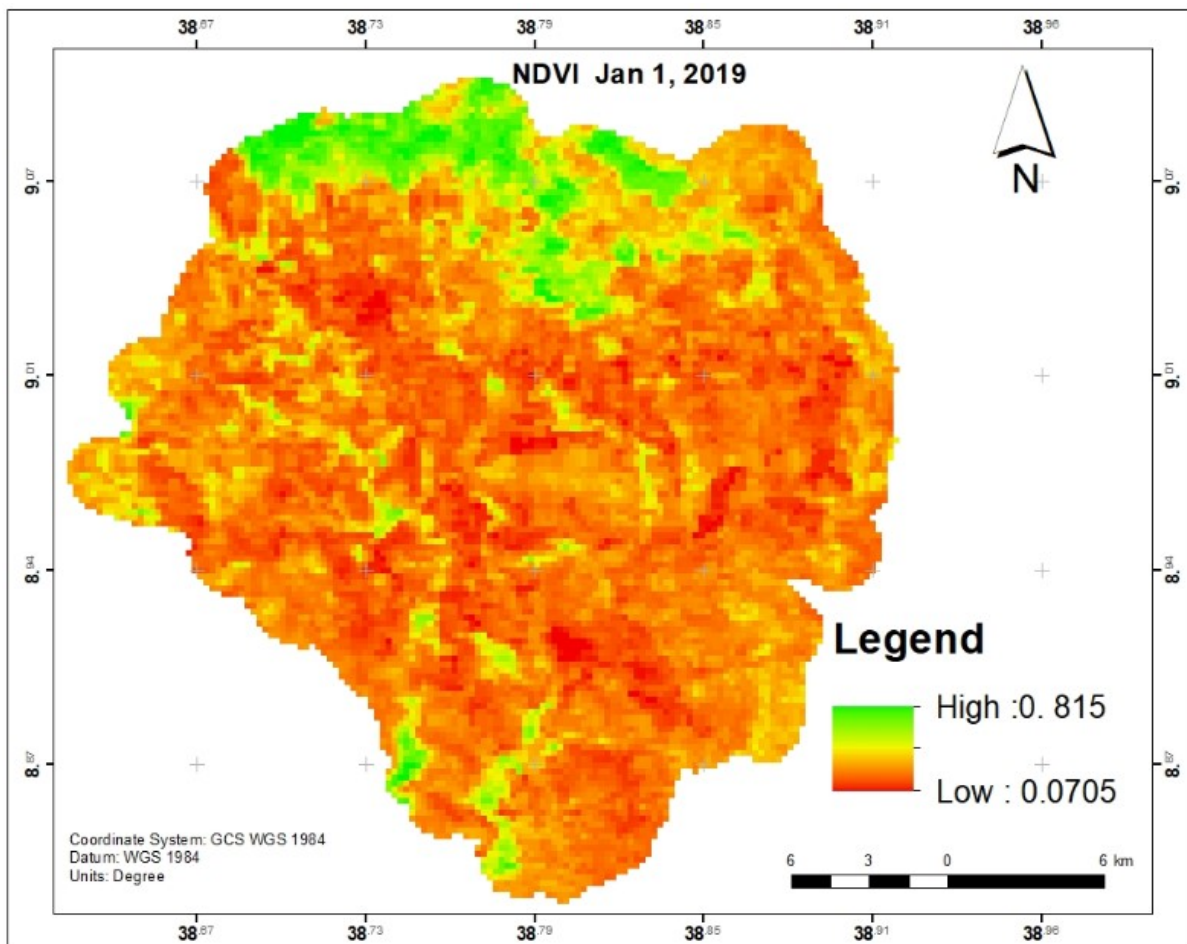 38.67 38.73 38.79 38.85 38.91 38.96
NDVI Jan 1, 2019
N
9.07 9.07
9.01 9.01
8.94 8.94
8.87 8.87
Legend
High :0. 815
Low : 0.0705
Coordinate System: GCS WGS 1984
Datum: WGS 1984
Units: Degree
6 3 0 6 km
38.67 38.73 38.79 38.85 38.91 38.96